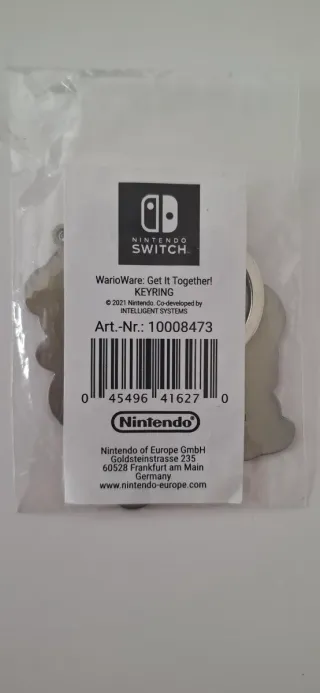 NINTENDO
SWITCH™
WarioWare: Get It Together!
KEYRING
© 2021 Nintendo. Co-developed by
INTELLIGENT SYSTEMS
Art.-Nr.: 10008473
0 45496 41627 0
Nintendo®
Nintendo of Europe GmbH
Goldsteinstrasse 235
60528 Frankfurt am Main
Germany
www.nintendo-europe.com